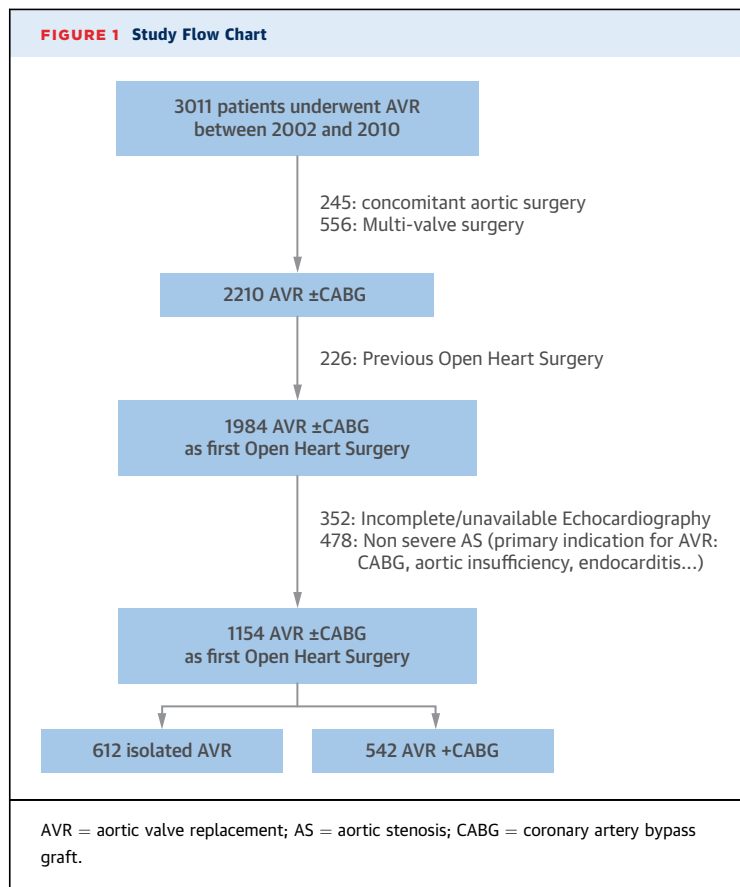 FIGURE 1 Study Flow Chart
3011 patients underwent AVR
between 2002 and 2010
245: concomitant aortic surgery
556: Multi-valve surgery
2210 AVR ±CABG
226: Previous Open Heart Surgery
1984 AVR ±CABG
as first Open Heart Surgery
352: Incomplete/unavailable Echocardiography
478: Non severe AS (primary indication for AVR:
CABG, aortic insufficiency, endocarditis...)
1154 AVR ±CABG
as first Open Heart Surgery
612 isolated AVR
542 AVR +CABG
AVR = aortic valve replacement; AS = aortic stenosis; CABG = coronary artery bypass
graft.